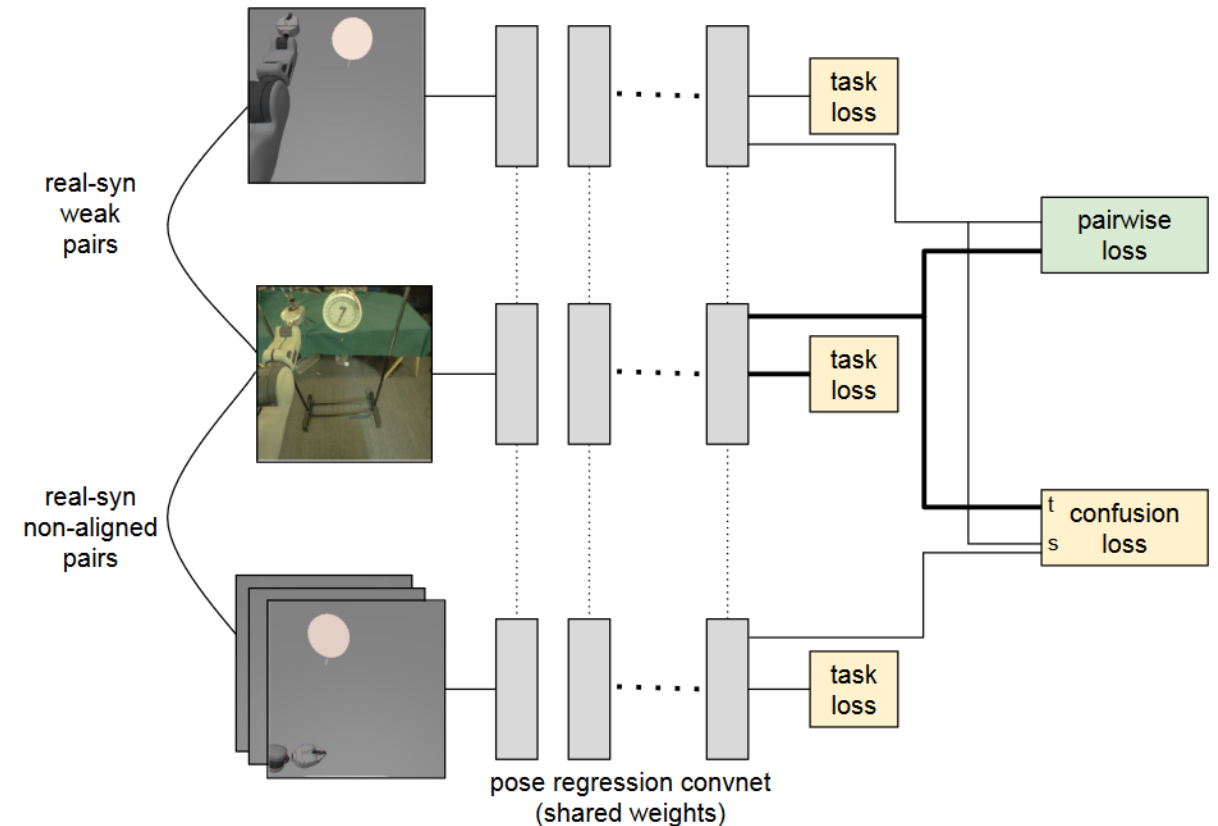 task
loss
real-syn
weak
pairs
pairwise
loss
task
loss
real-syn
non-aligned
pairs
t
confusion
s
loss
task
loss
pose regression convnet
(shared weights)